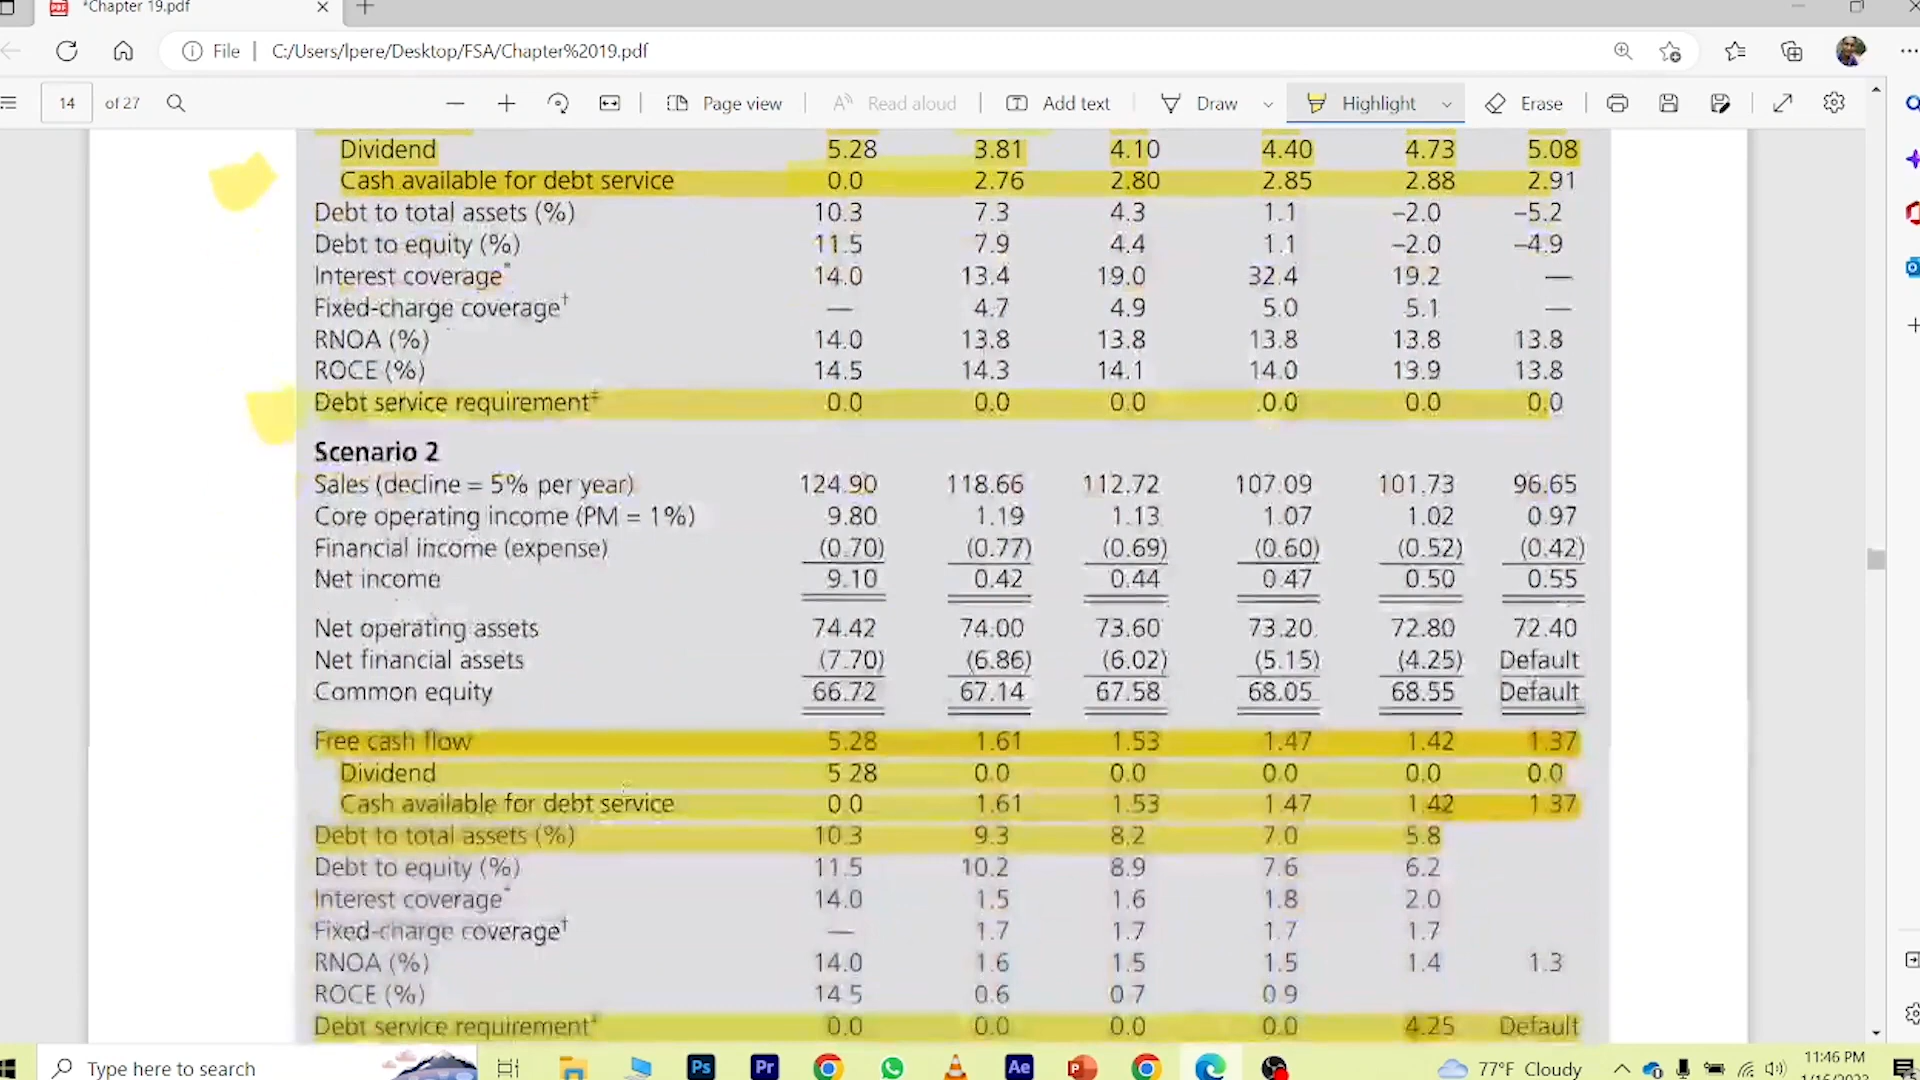 *Chapter 19.pdf
File | C:/Users/lpere/Desktop/FSA/Chapter%2019.pdf
14 of 27 Page view Read aloud Add text Draw Highlight Erase
Dividend 5.28 3.81 4.10 4.40 4.73 5.08
Cash available for debt service 0.0 2.76 2.80 2.85 2.88 2.91
Debt to total assets (%) 10.3 7.3 4.3 1.1 –2.0 –5.2
Debt to equity (%) 11.5 7.9 4.4 1.1 –2.0 –4.9
Interest coverage* 14.0 13.4 19.0 32.4 19.2 —
Fixed-charge coverage† — 4.7 4.9 5.0 5.1 —
RNOA (%) 14.0 13.8 13.8 13.8 13.8 13.8
ROCE (%) 14.5 14.3 14.1 14.0 13.9 13.8
Debt service requirement‡ 0.0 0.0 0.0 0.0 0.0 0.0
Scenario 2
Sales (decline = 5% per year) 124.90 118.66 112.72 107.09 101.73 96.65
Core operating income (PM = 1%) 9.80 1.19 1.13 1.07 1.02 0.97
Financial income (expense) (0.70) (0.77) (0.69) (0.60) (0.52) (0.42)
Net income 9.10 0.42 0.44 0.47 0.50 0.55
Net operating assets 74.42 74.00 73.60 73.20 72.80 72.40
Net financial assets (7.70) (6.86) (6.02) (5.15) (4.25) Default
Common equity 66.72 67.14 67.58 68.05 68.55 Default
Free cash flow 5.28 1.61 1.53 1.47 1.42 1.37
Dividend 5.28 0.0 0.0 0.0 0.0 0.0
Cash available for debt service 0.0 1.61 1.53 1.47 1.42 1.37
Debt to total assets (%) 10.3 9.3 8.2 7.0 5.8
Debt to equity (%) 11.5 10.2 8.9 7.6 6.2
Interest coverage* 14.0 1.5 1.6 1.8 2.0
Fixed-charge coverage† — 1.7 1.7 1.7 1.7
RNOA (%) 14.0 1.6 1.5 1.5 1.4 1.3
ROCE (%) 14.5 0.6 0.7 0.9
Debt service requirement‡ 0.0 0.0 0.0 0.0 4.25 Default
Type here to search Ps Pr Ae 77°F Cloudy 11:46 PM